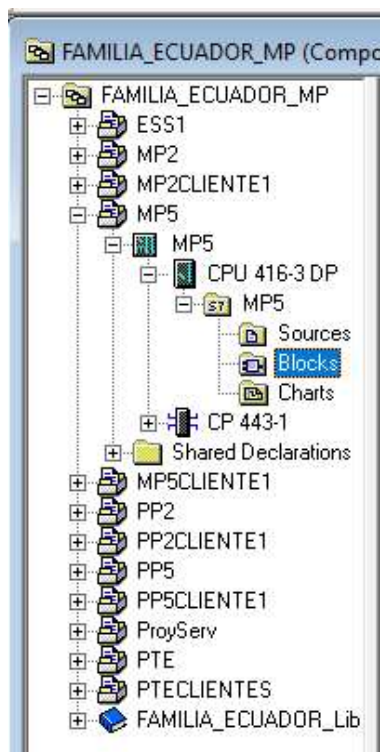 FAMILIA_ECUADOR_MP (Compo
FAMILIA_ECUADOR_MP
ESS1
MP2
MP2CLIENTE1
MP5
MP5
CPU 416-3 DP
MP5
Sources
Blocks
Charts
CP 443-1
Shared Declarations
MP5CLIENTE1
PP2
PP2CLIENTE1
PP5
PP5CLIENTE1
ProyServ
PTE
PTECLIENTES
FAMILIA_ECUADOR_Lib